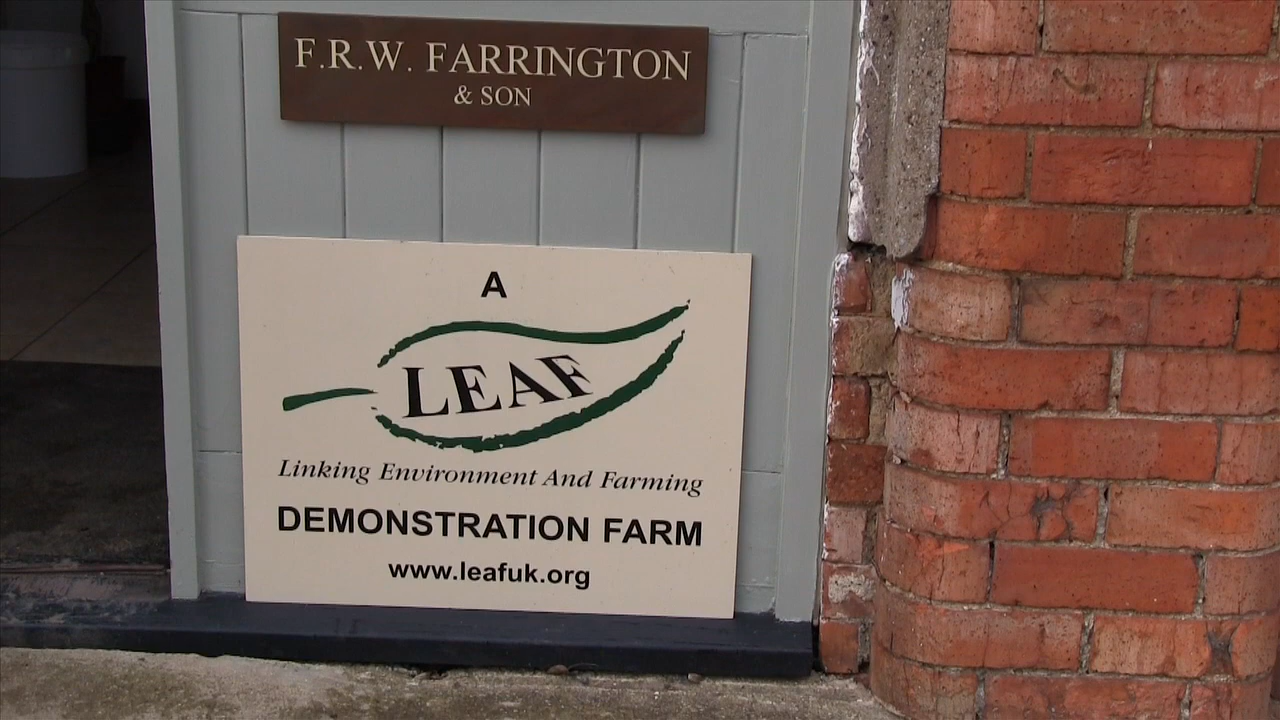 F.R.W. FARRINGTON
& SON
A
LEAF
Linking Environment And Farming
DEMONSTRATION FARM
www.leafuk.org